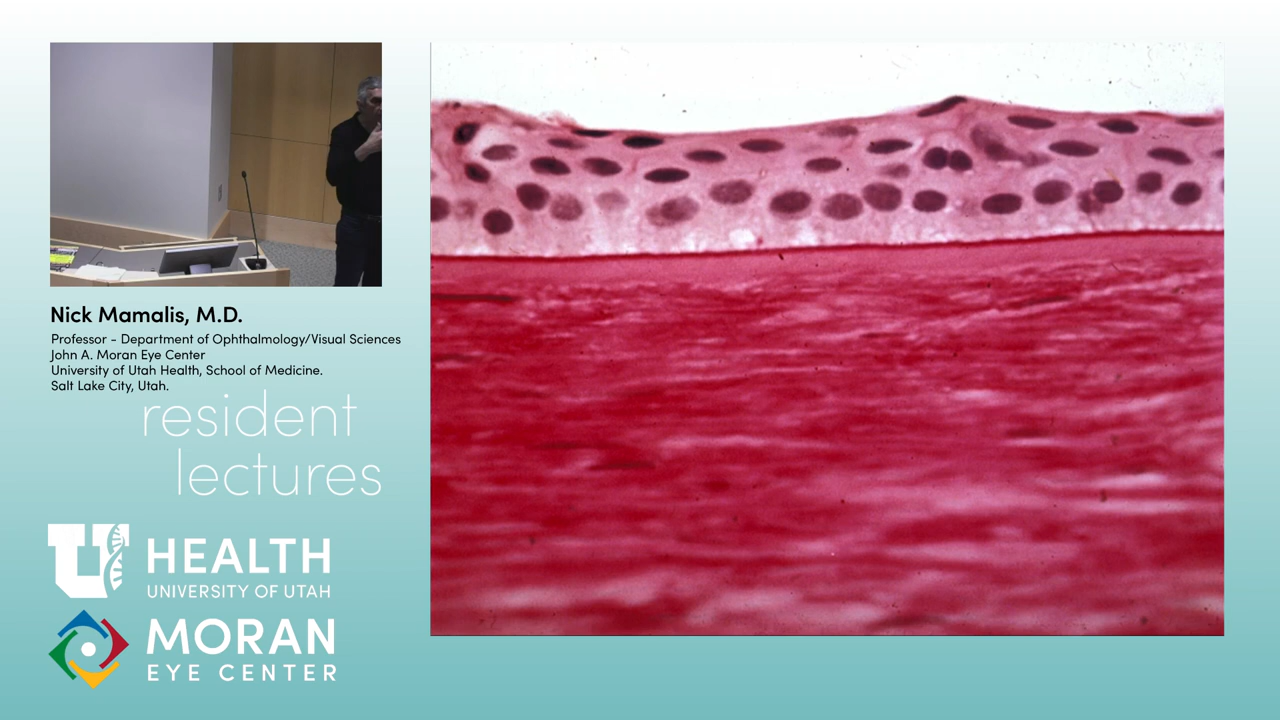 Nick Mamalis, M.D.
Professor - Department of Ophthalmology/Visual Sciences
John A. Moran Eye Center
University of Utah Health, School of Medicine.
Salt Lake City, Utah.
resident
lectures
U HEALTH
UNIVERSITY OF UTAH
MORAN
EYE CENTER